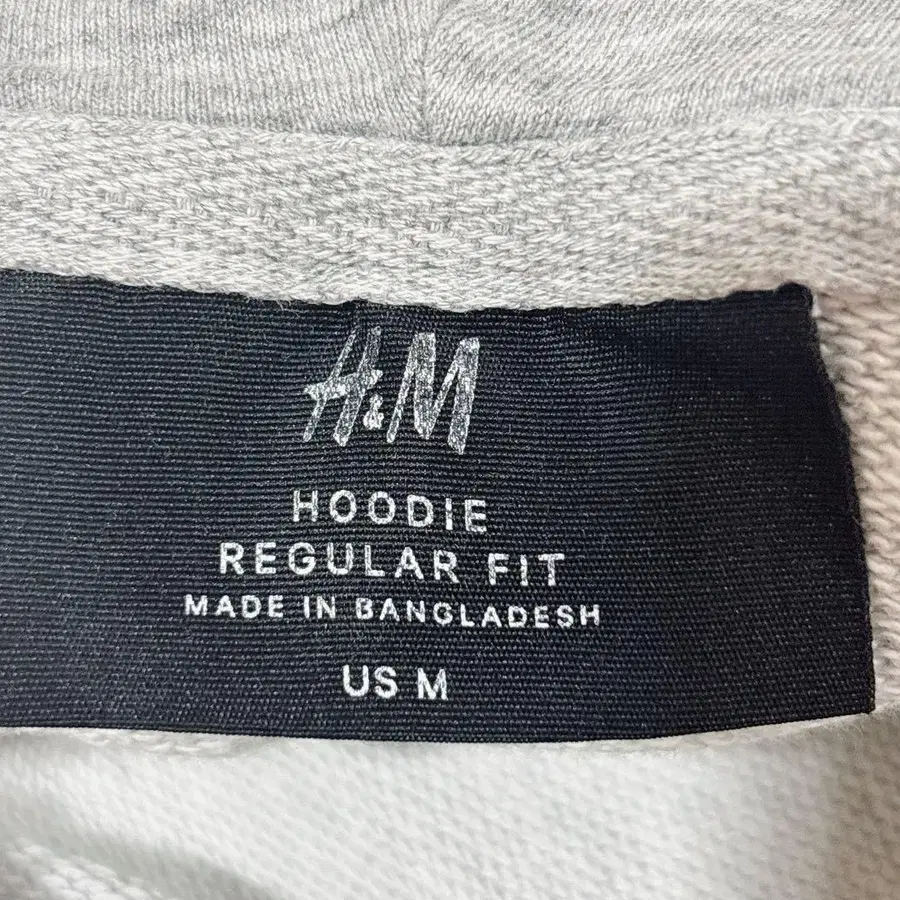 H&M
HOODIE
REGULAR FIT
MADE IN BANGLADESH
US M